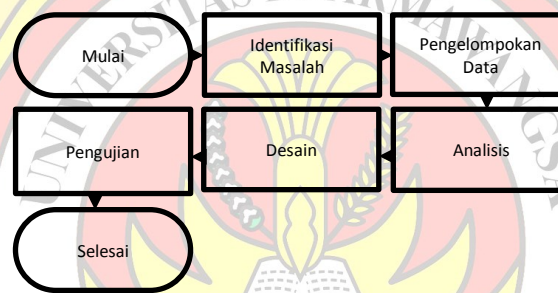 Mulai
Identifikasi
Masalah
Pengelompokan
Data
Analisis
Desain
Pengujian
Selesai